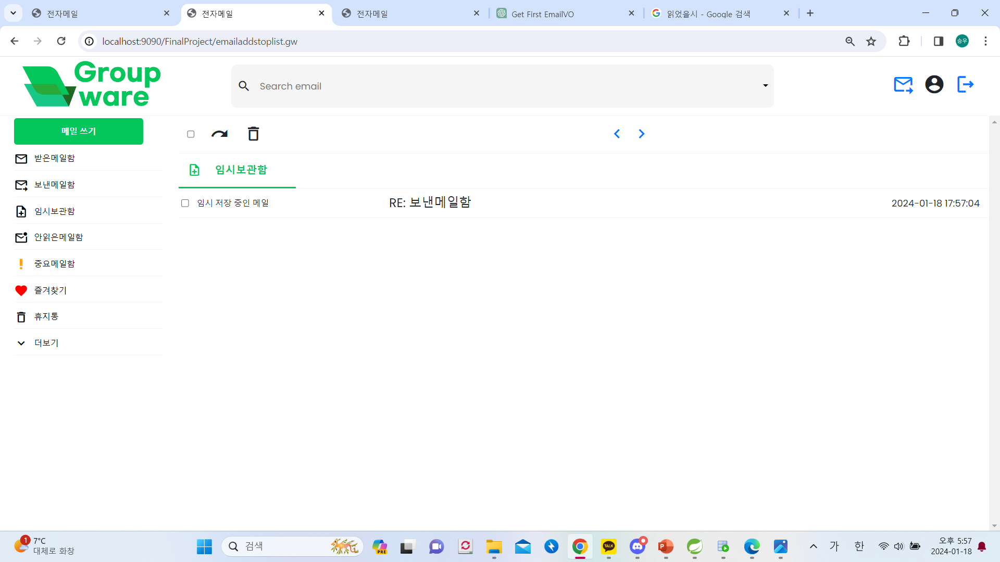 전자메일
전자메일
전자메일
Get First EmailVO
읽었을시 - Google 검색
localhost:9090/FinalProject/emailaddstoplist.gw
승우
Group
ware
Search email
메일 쓰기
받은메일함
보낸메일함
임시보관함
안읽은메일함
중요메일함
즐겨찾기
휴지통
더보기
임시보관함
임시 저장 중인 메일 RE: 보낸메일함 2024-01-18 17:57:04
1
7°C
대체로 화창
검색
PRE
TALK
P
가
한
오후 5:57
2024-01-18